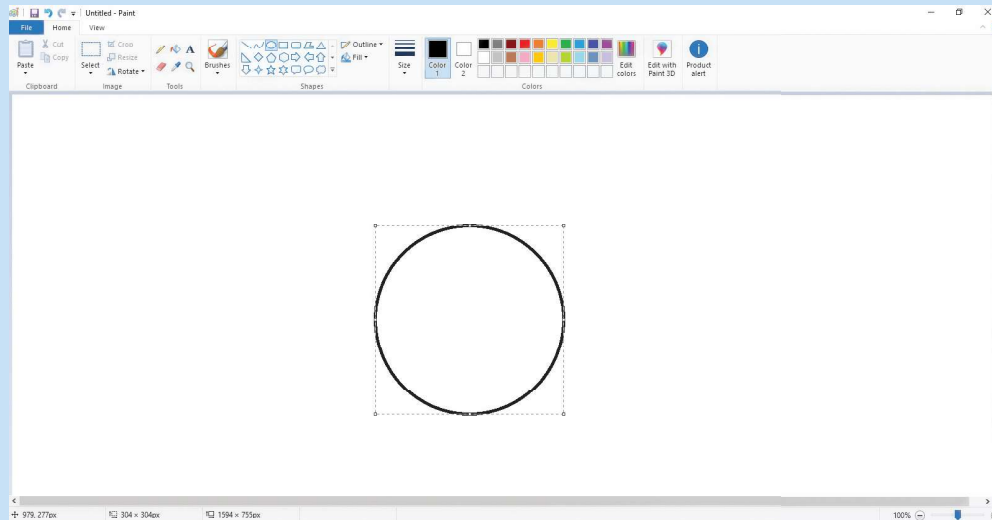 Untitled - Paint
File Home View
Paste
Cut
Copy
Clipboard
Select
Crop
Resize
Rotate
Image
A
Tools
Brushes
Shapes
Outline
Fill
Size
Color 1
Color 2
Colors
Edit colors
Edit with Paint 3D
Product alert
979, 277px 304 × 304px 1594 × 755px 100%